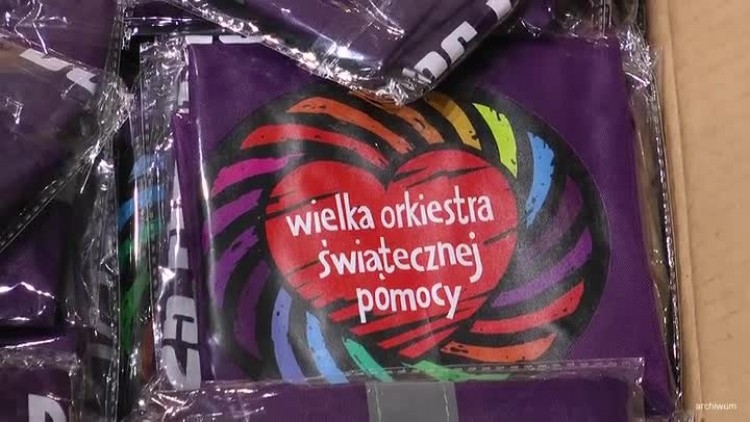 wielka orkiestra
świątecznej
pomocy
archiwum